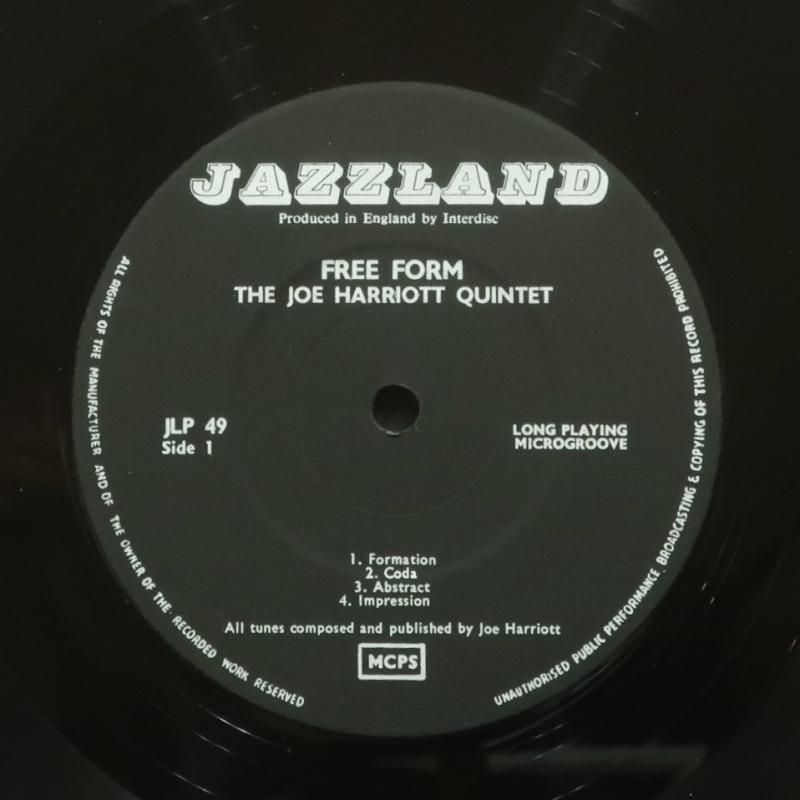 JAZZLAND
Produced in England by Interdisc
FREE FORM
THE JOE HARRIOTT QUINTET
JLP 49
Side 1
LONG PLAYING
MICROGROOVE
1. Formation
2. Coda
3. Abstract
4. Impression
All tunes composed and published by Joe Harriott
MCPS
ALL RIGHTS OF THE MANUFACTURER AND OF THE OWNER OF THE RECORDED WORK RESERVED
UNAUTHORISED PUBLIC PERFORMANCE BROADCASTING & COPYING OF THIS RECORD PROHIBITED